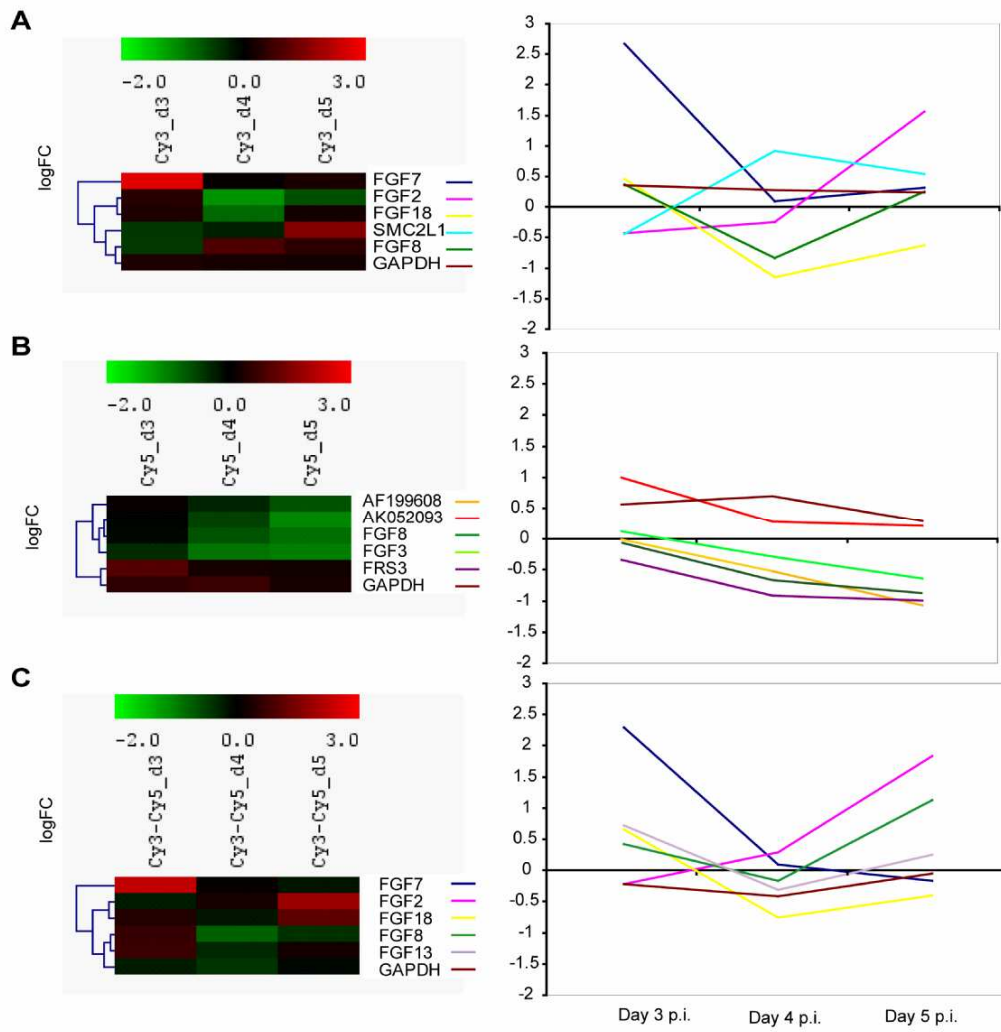 A
-2.0 0.0 3.0
Cy3_d3
Cy3_d4
Cy3_d5
logFC
FGF7
FGF2
FGF18
SMC2L1
FGF8
GAPDH
3
2.5
2
1.5
1
0.5
0
-0.5
-1
-1.5
-2
B
-2.0 0.0 3.0
Cy5_d3
Cy5_d4
Cy5_d5
logFC
AF199608
AK052093
FGF8
FGF3
FRS3
GAPDH
3
2.5
2
1.5
1
0.5
0
-0.5
-1
-1.5
-2
C
-2.0 0.0 3.0
Cy3-Cy5_d3
Cy3-Cy5_d4
Cy3-Cy5_d5
logFC
FGF7
FGF2
FGF18
FGF8
FGF13
GAPDH
3
2.5
2
1.5
1
0.5
0
-0.5
-1
-1.5
-2
Day 3 p.i. Day 4 p.i. Day 5 p.i.